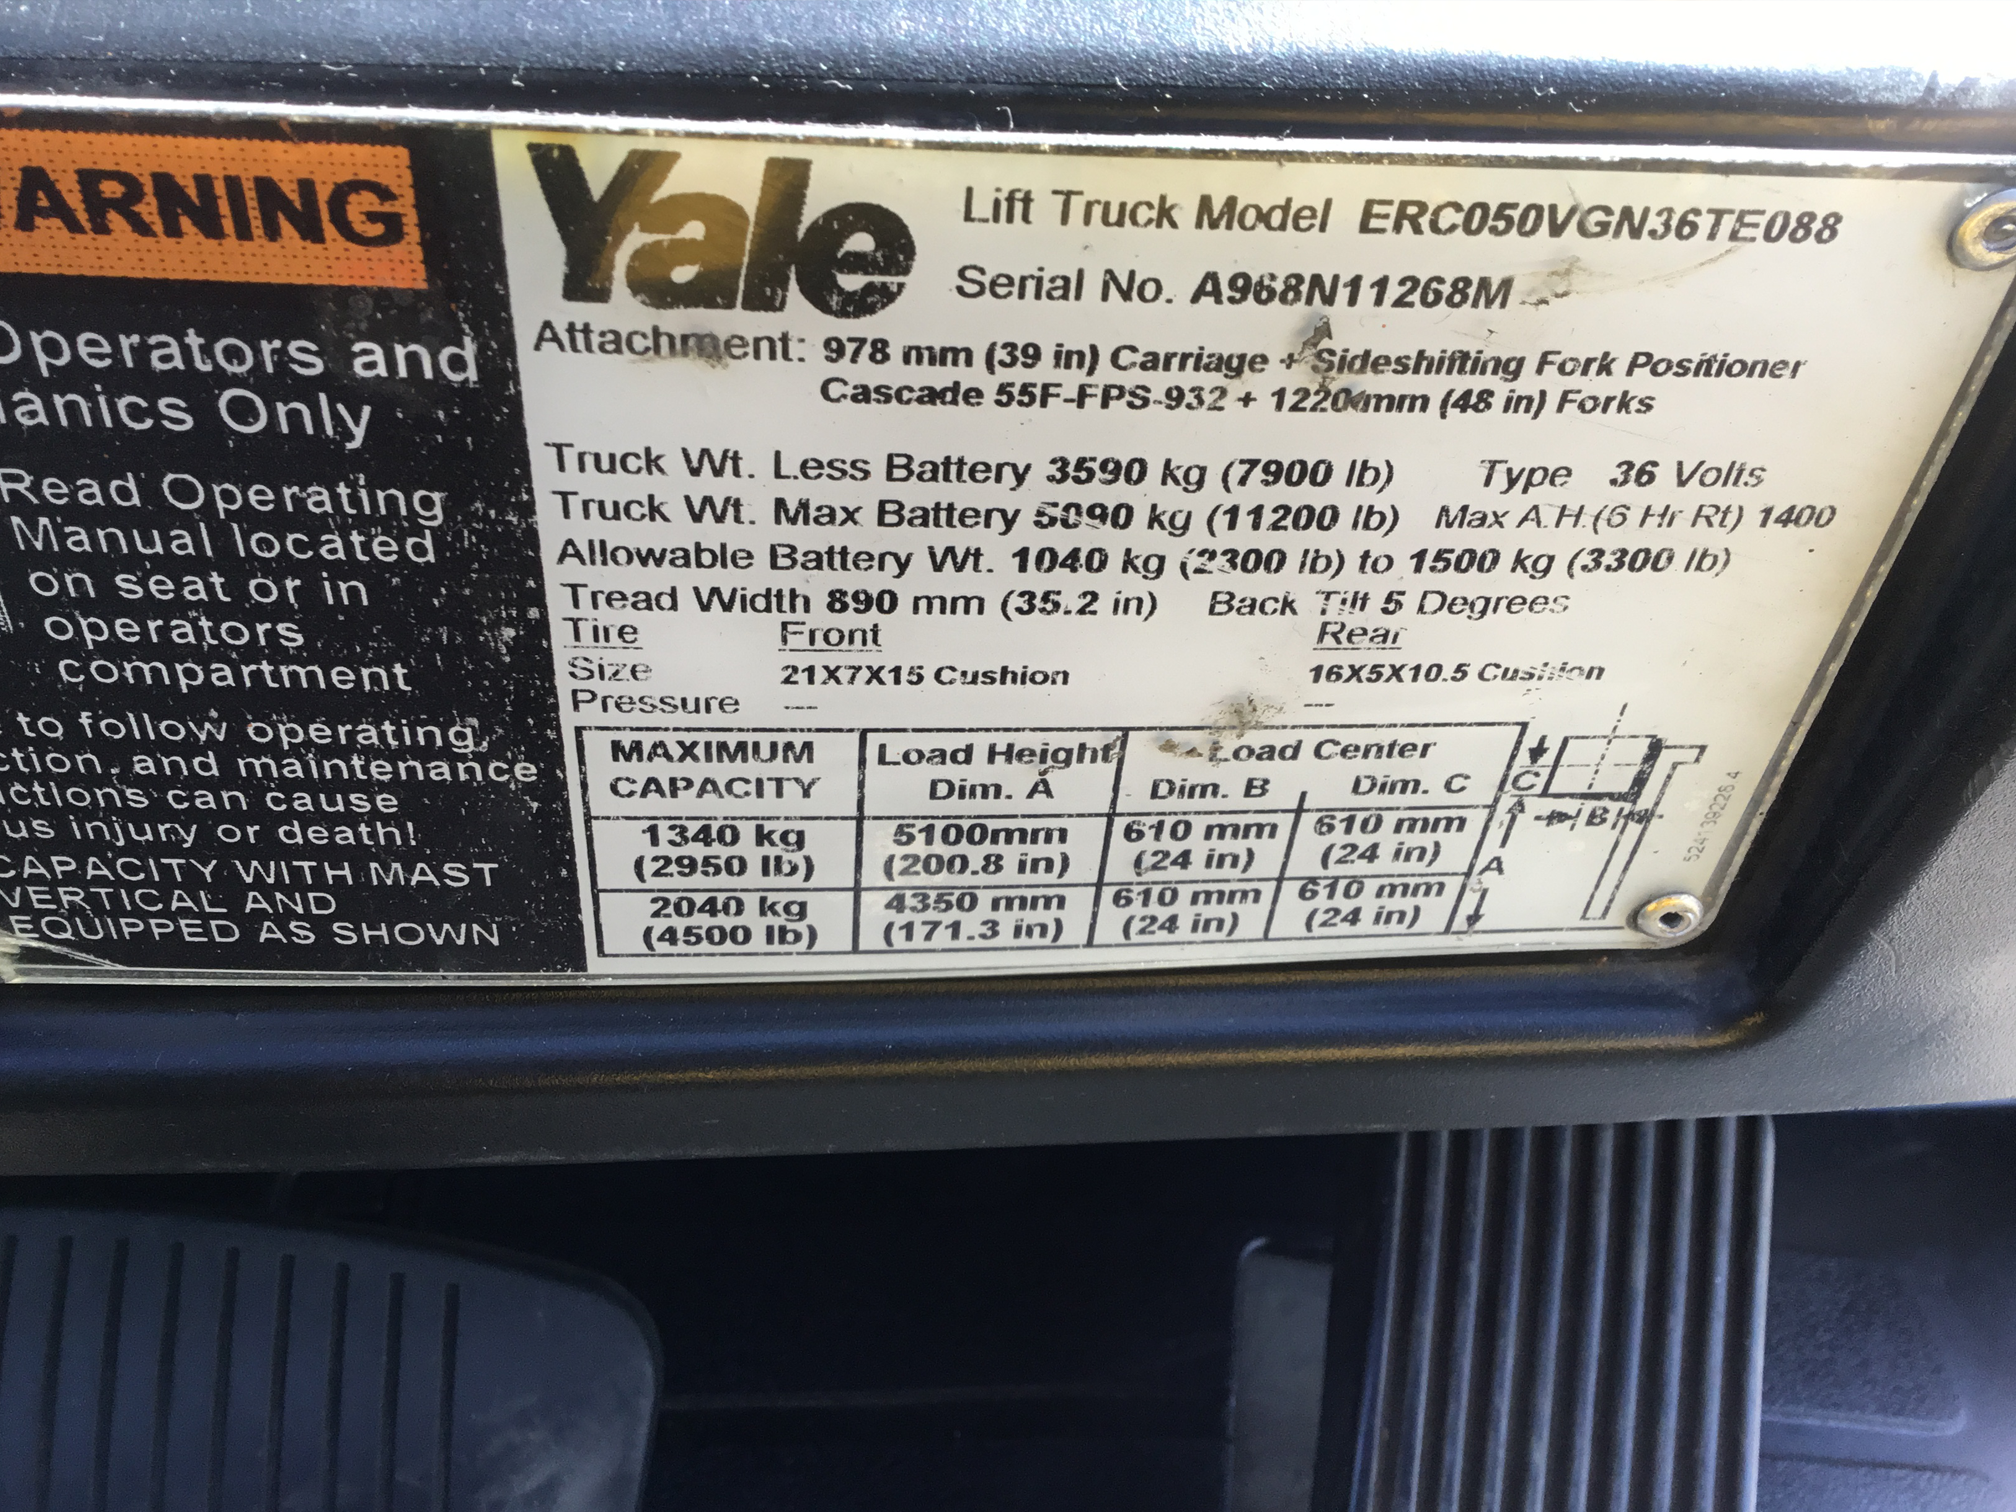 ARNING
Operators and
anics Only
Read Operating
Manual located
on seat or in
operators
compartment
to follow operating,
ction, and maintenance
uctions can cause
us injury or death!
CAPACITY WITH MAST
VERTICAL AND
EQUIPPED AS SHOWN
Yale
Lift Truck Model ERC050VGN36TE088
Serial No. A968N11268M
Attachment: 978 mm (39 in) Carriage + Sideshifting Fork Positioner
Cascade 55F-FPS-932 + 1220mm (48 in) Forks
Truck Wt. Less Battery 3590 kg (7900 lb) Type 36 Volts
Truck Wt. Max Battery 5090 kg (11200 lb) Max A.H.(6 Hr Rt) 1400
Allowable Battery Wt. 1040 kg (2300 lb) to 1500 kg (3300 lb)
Tread Width 890 mm (35.2 in) Back Tilt 5 Degrees
Tire Front Rear
Size 21X7X15 Cushion 16X5X10.5 Cushion
Pressure --- ---
MAXIMUM Load Height Load Center
CAPACITY Dim. A Dim. B Dim. C
1340 kg 5100mm 610 mm 610 mm
(2950 lb) (200.8 in) (24 in) (24 in)
2040 kg 4350 mm 610 mm 610 mm
(4500 lb) (171.3 in) (24 in) (24 in)
C
B
A